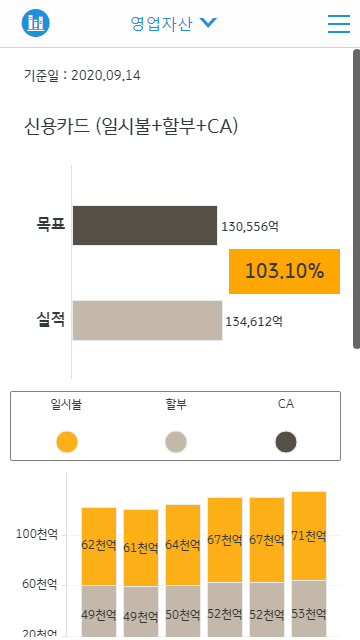 영업자산
기준일 : 2020.09.14
신용카드 (일시불+할부+CA)
목표
130,556억
103.10%
실적
134,612억
일시불 할부 CA
100천억
62천억 61천억 64천억 67천억 67천억 71천억
60천억
49천억 49천억 50천억 52천억 52천억 53천억
20천억